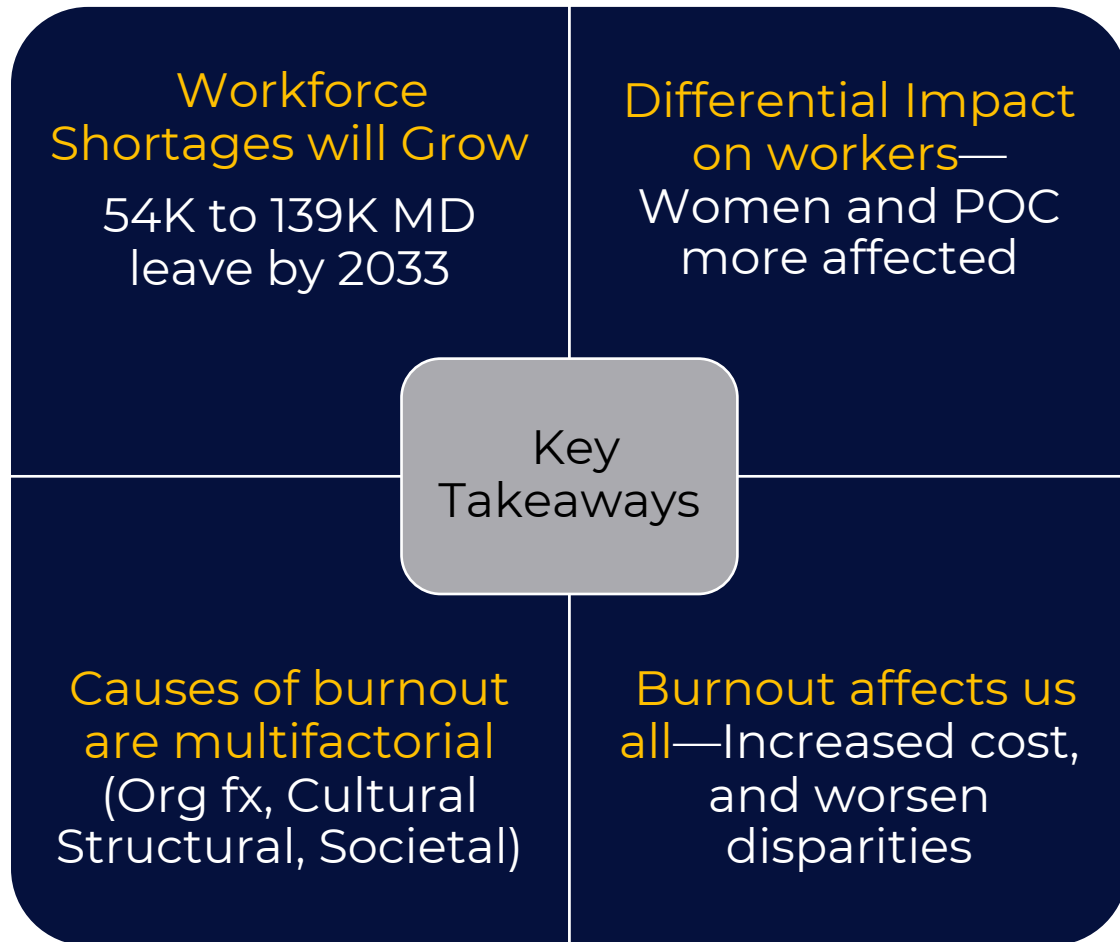 Workforce
Shortages will Grow
54K to 139K MD
leave by 2033
Differential Impact
on workers—
Women and POC
more affected
Key
Takeaways
Causes of burnout
are multifactorial
(Org fx, Cultural
Structural, Societal)
Burnout affects us
all—Increased cost,
and worsen
disparities